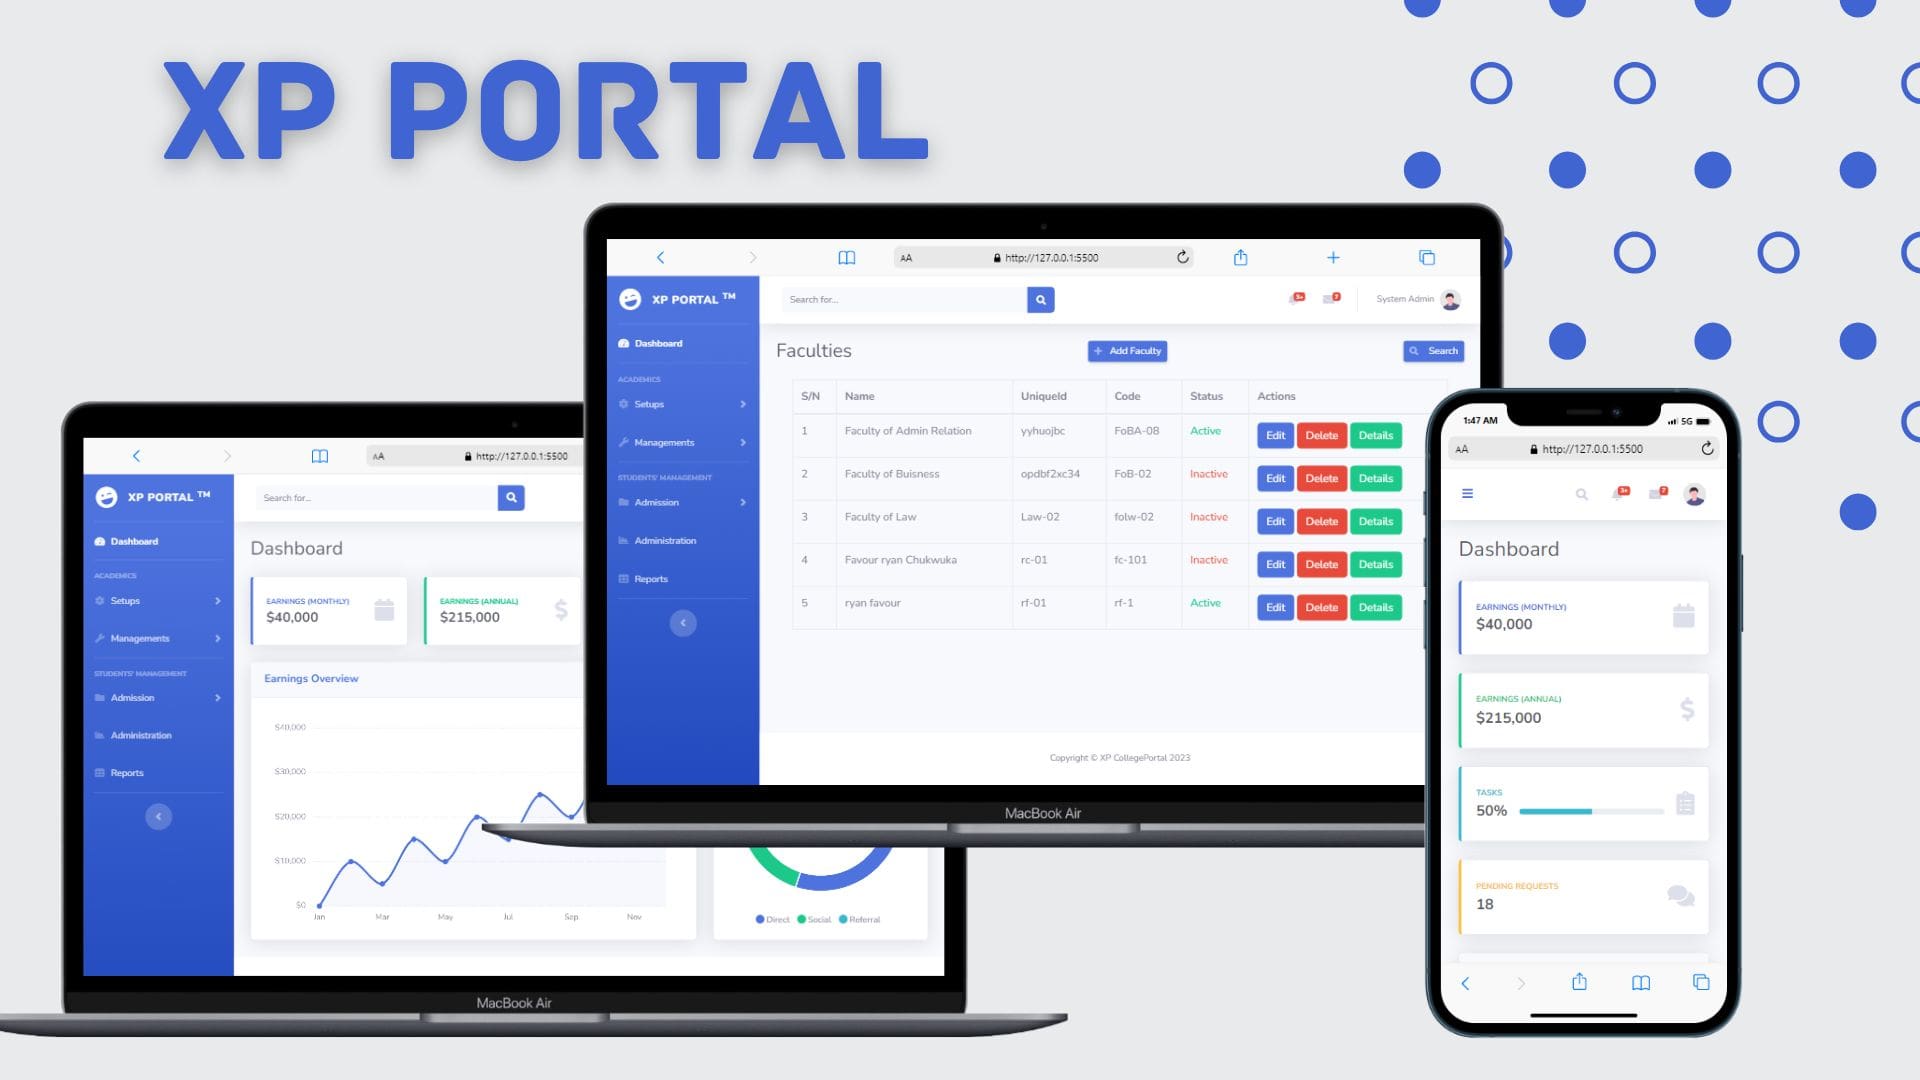 XP PORTAL
AA http://127.0.0.1:5500
XP PORTAL TM
Search for...
3+
7
System Admin
Dashboard
ACADEMICS
Setups
Managements
STUDENTS' MANAGEMENT
Admission
Administration
Reports
Faculties
Add Faculty
Search
S/N Name UniqueId Code Status Actions
1 Faculty of Admin Relation yyhuojbc FoBA-08 Active Edit Delete Details
2 Faculty of Buisness opdbf2xc34 FoB-02 Inactive Edit Delete Details
3 Faculty of Law Law-02 folw-02 Inactive Edit Delete Details
4 Favour ryan Chukwuka rc-01 fc-101 Inactive Edit Delete Details
5 ryan favour rf-01 rf-1 Active Edit Delete Details
Copyright © XP CollegePortal 2023
MacBook Air
AA http://127.0.0.1:5500
XP PORTAL TM
Search for...
Dashboard
ACADEMICS
Setups
Managements
STUDENTS' MANAGEMENT
Admission
Administration
Reports
Dashboard
EARNINGS (MONTHLY)
$40,000
EARNINGS (ANNUAL)
$215,000
Earnings Overview
$40,000
$30,000
$20,000
$10,000
$0
Jan Mar May Jul Sep Nov
Direct Social Referral
MacBook Air
1:47 AM 5G
AA http://127.0.0.1:5500
3+
7
Dashboard
EARNINGS (MONTHLY)
$40,000
EARNINGS (ANNUAL)
$215,000
TASKS
50%
PENDING REQUESTS
18